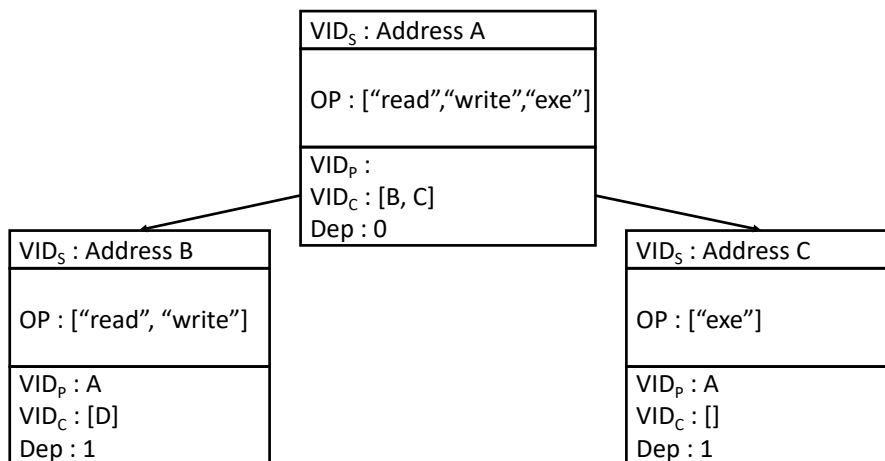 VIDS : Address A
OP : [“read”,“write”,“exe”]
VIDP :
VIDC : [B, C]
Dep : 0
VIDS : Address B
OP : [“read”, “write”]
VIDP : A
VIDC : [D]
Dep : 1
VIDS : Address C
OP : [“exe”]
VIDP : A
VIDC : []
Dep : 1